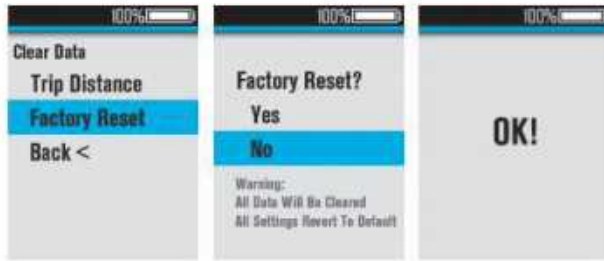 100%
Clear Data
Trip Distance
Factory Reset
Back <
100%
Factory Reset?
Yes
No
Warning:
All Data Will Be Cleared
All Settings Revert To Default
100%
OK!